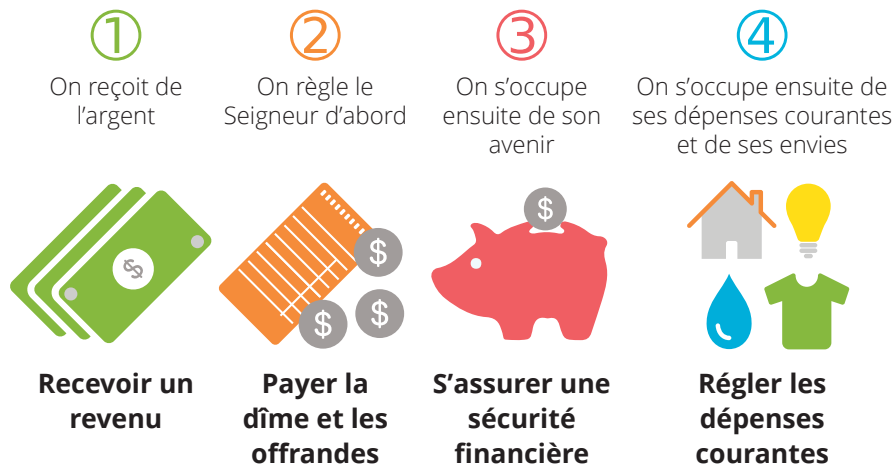 1
On reçoit de
l’argent
$
Recevoir un
revenu
2
On règle le
Seigneur d’abord
$
$
$
Payer la
dîme et les
offrandes
3
On s’occupe
ensuite de son
avenir
$
S’assurer une
sécurité
financière
4
On s’occupe ensuite de
ses dépenses courantes
et de ses envies
Régler les
dépenses
courantes